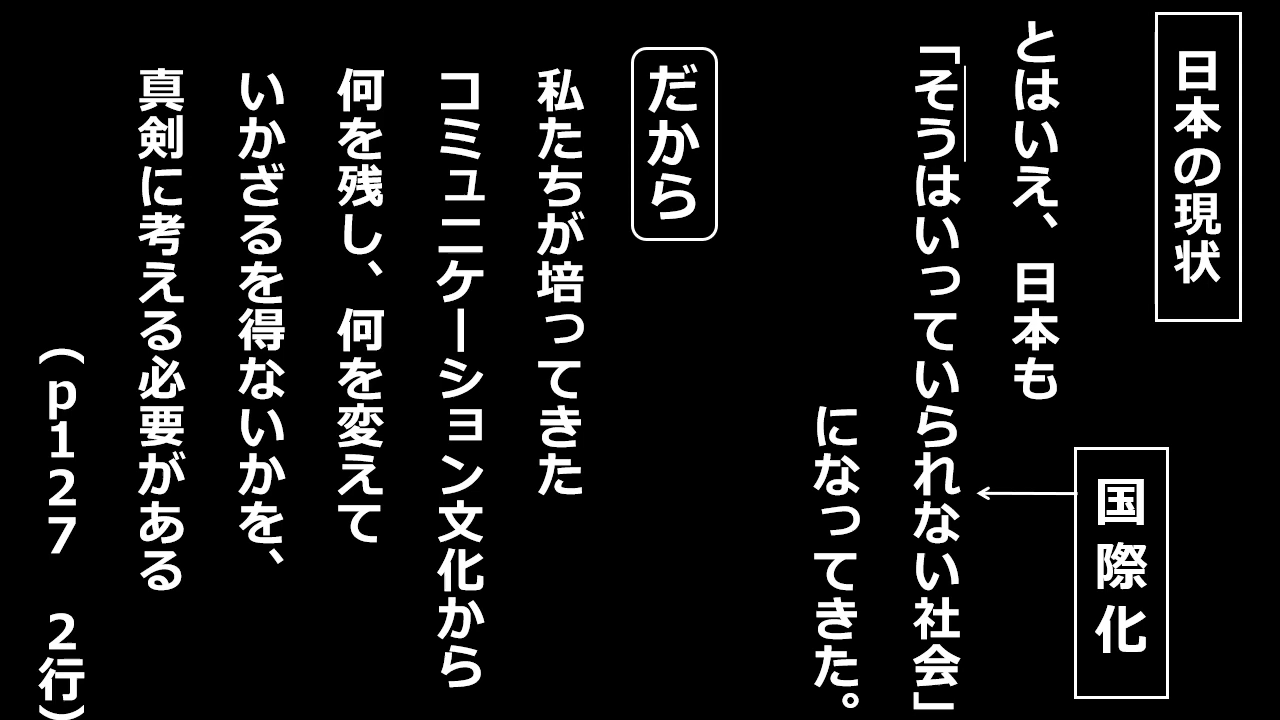 日本の現状
国際化
とはいえ、日本も
「そうはいっていられない社会」
になってきた。
だから
私たちが培ってきた
コミュニケーション文化から
何を残し、何を変えて
いかざるを得ないかを、
真剣に考える必要がある
（p127　2行）